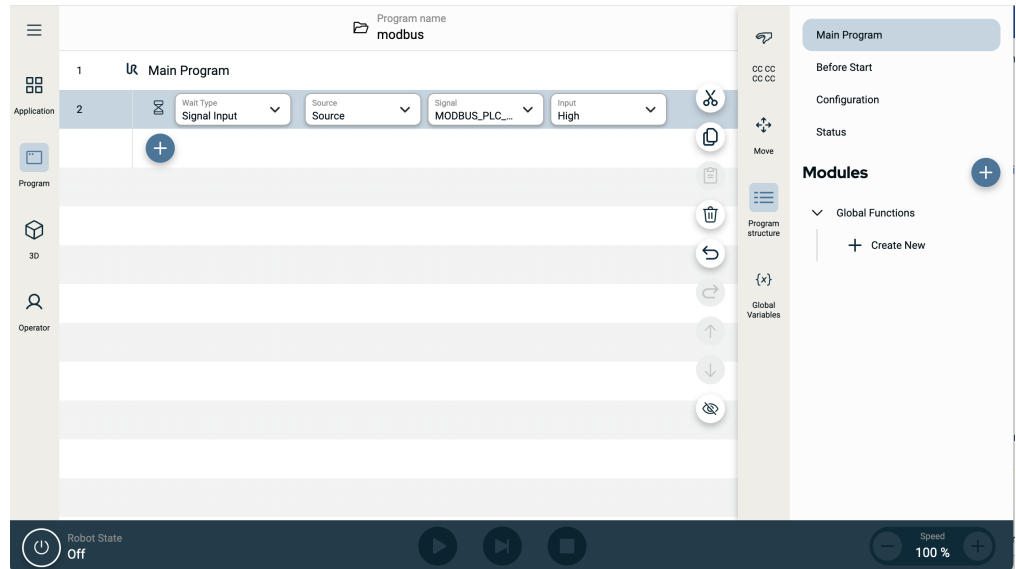 Program name
modbus
Application
Program
3D
Operator
1 Main Program
2 Wait Type Signal Input Source Source Signal MODBUS_PLC_... Input High
CC CC
CC CC
Move
Program
structure
{x}
Global
Variables
Main Program
Before Start
Configuration
Status
Modules
Global Functions
Create New
Robot State
Off
Speed
100 %